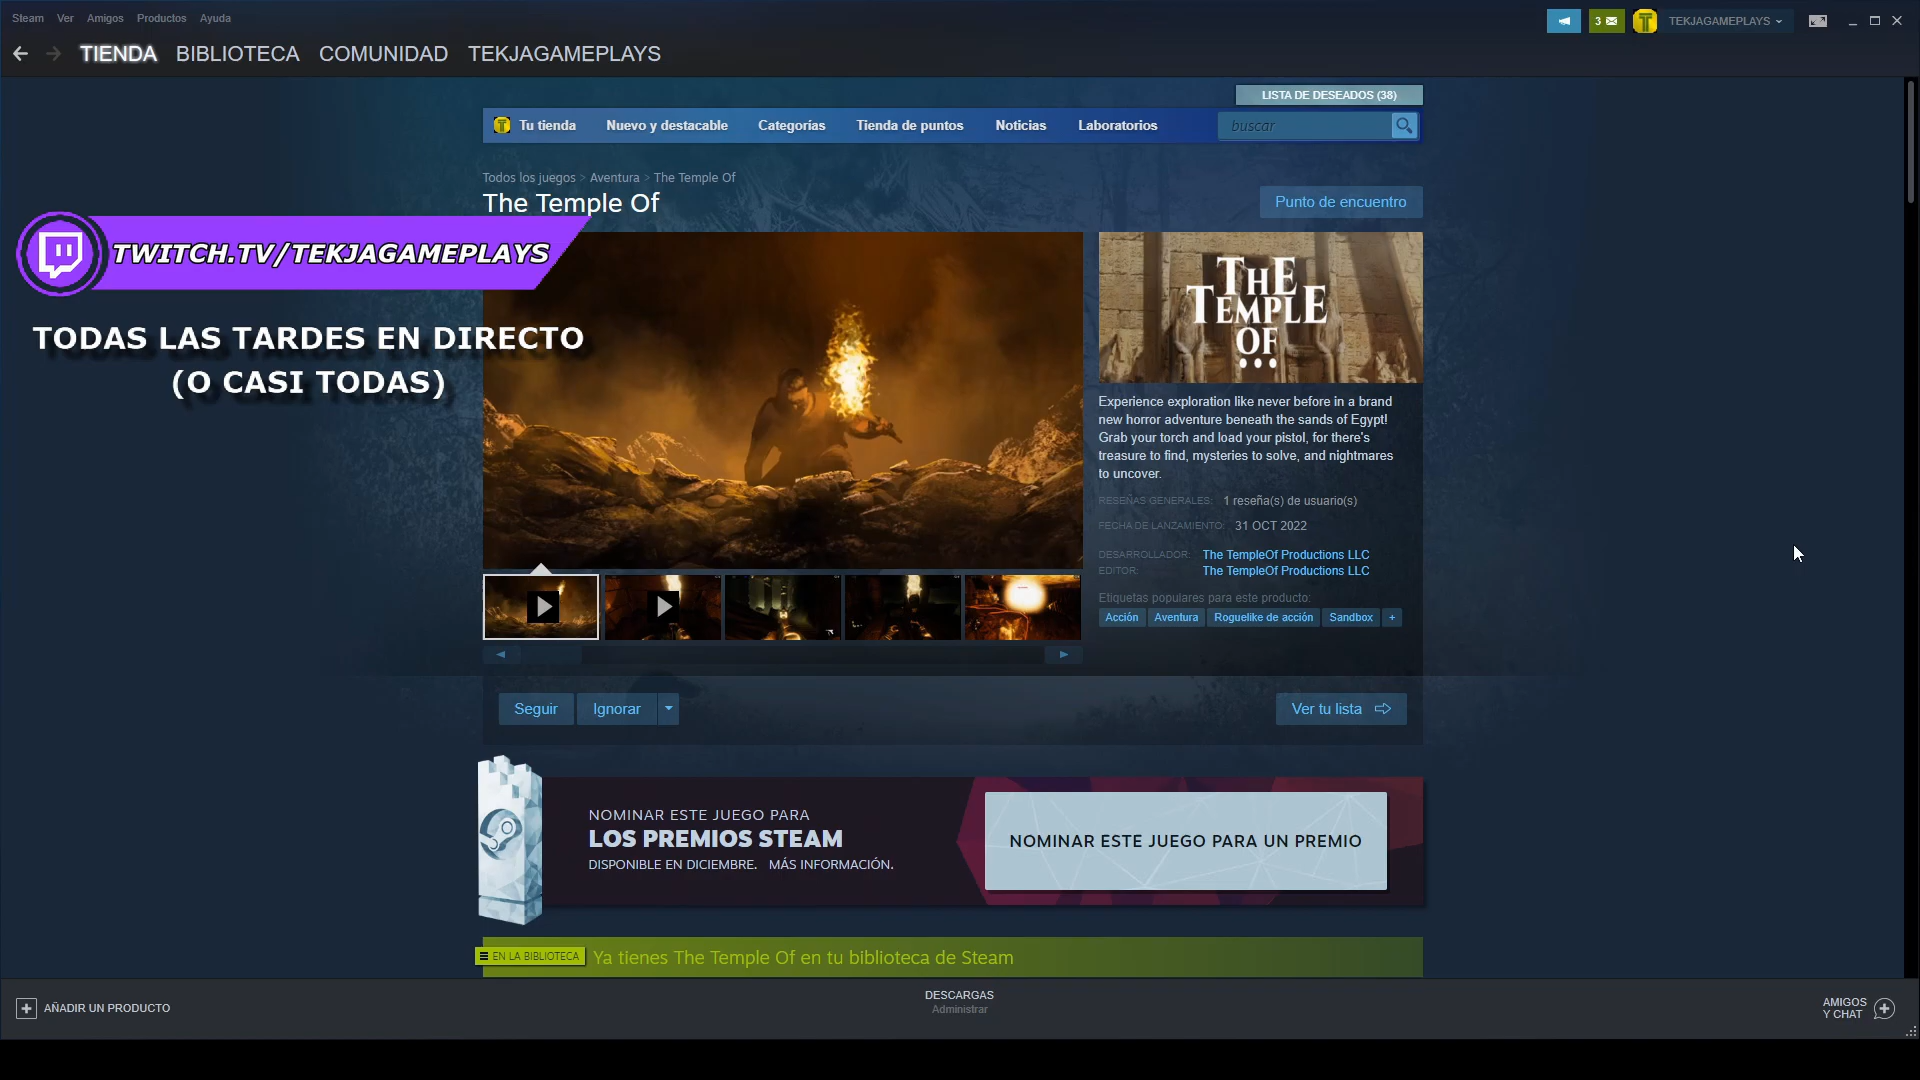 Steam Ver Amigos Productos Ayuda
3
TEKJAGAMEPLAYS
TIENDA BIBLIOTECA COMUNIDAD TEKJAGAMEPLAYS
LISTA DE DESEADOS (38)
Tu tienda Nuevo y destacable Categorías Tienda de puntos Noticias Laboratorios buscar
Todos los juegos > Aventura > The Temple Of
The Temple Of
Punto de encuentro
TWITCH.TV/TEKJAGAMEPLAYS
TODAS LAS TARDES EN DIRECTO
(O CASI TODAS)
THE
TEMPLE
OF
...
Experience exploration like never before in a brand
new horror adventure beneath the sands of Egypt!
Grab your torch and load your pistol, for there's
treasure to find, mysteries to solve, and nightmares
to uncover.
RESEÑAS GENERALES: 1 reseña(s) de usuario(s)
FECHA DE LANZAMIENTO: 31 OCT 2022
DESARROLLADOR: The TempleOf Productions LLC
EDITOR: The TempleOf Productions LLC
Etiquetas populares para este producto:
Acción Aventura Roguelike de acción Sandbox +
Seguir Ignorar
Ver tu lista
NOMINAR ESTE JUEGO PARA
LOS PREMIOS STEAM
DISPONIBLE EN DICIEMBRE. MÁS INFORMACIÓN.
NOMINAR ESTE JUEGO PARA UN PREMIO
EN LA BIBLIOTECA Ya tienes The Temple Of en tu biblioteca de Steam
AÑADIR UN PRODUCTO
DESCARGAS
Administrar
AMIGOS
Y CHAT